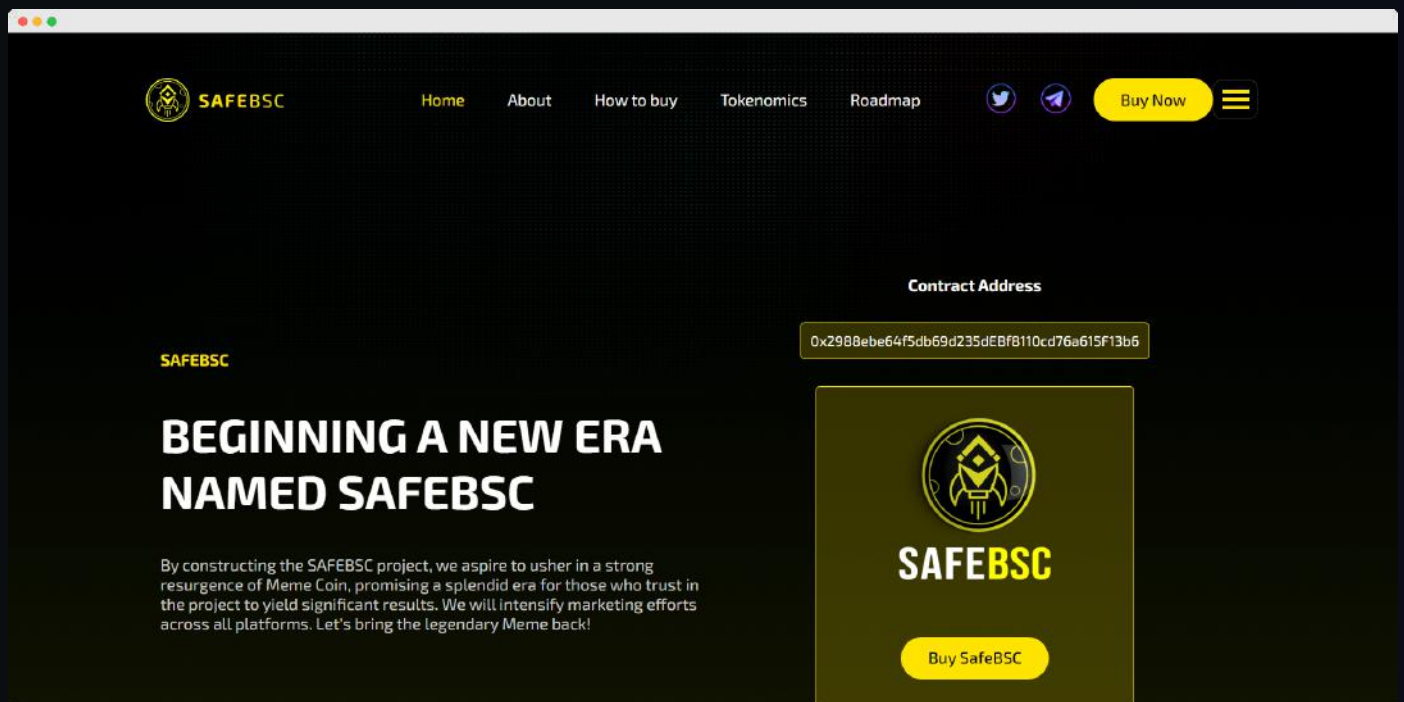 SAFEBSC
Home
About
How to buy
Tokenomics
Roadmap
Buy Now
Contract Address
0x2988ebe64f5db69d235dEBfB110cd76a615F13b6
SAFEBSC
BEGINNING A NEW ERA
NAMED SAFEBSC
By constructing the SAFEBSC project, we aspire to usher in a strong
resurgence of Meme Coin, promising a splendid era for those who trust in
the project to yield significant results. We will intensify marketing efforts
across all platforms. Let's bring the legendary Meme back!
SAFEBSC
Buy SafeBSC